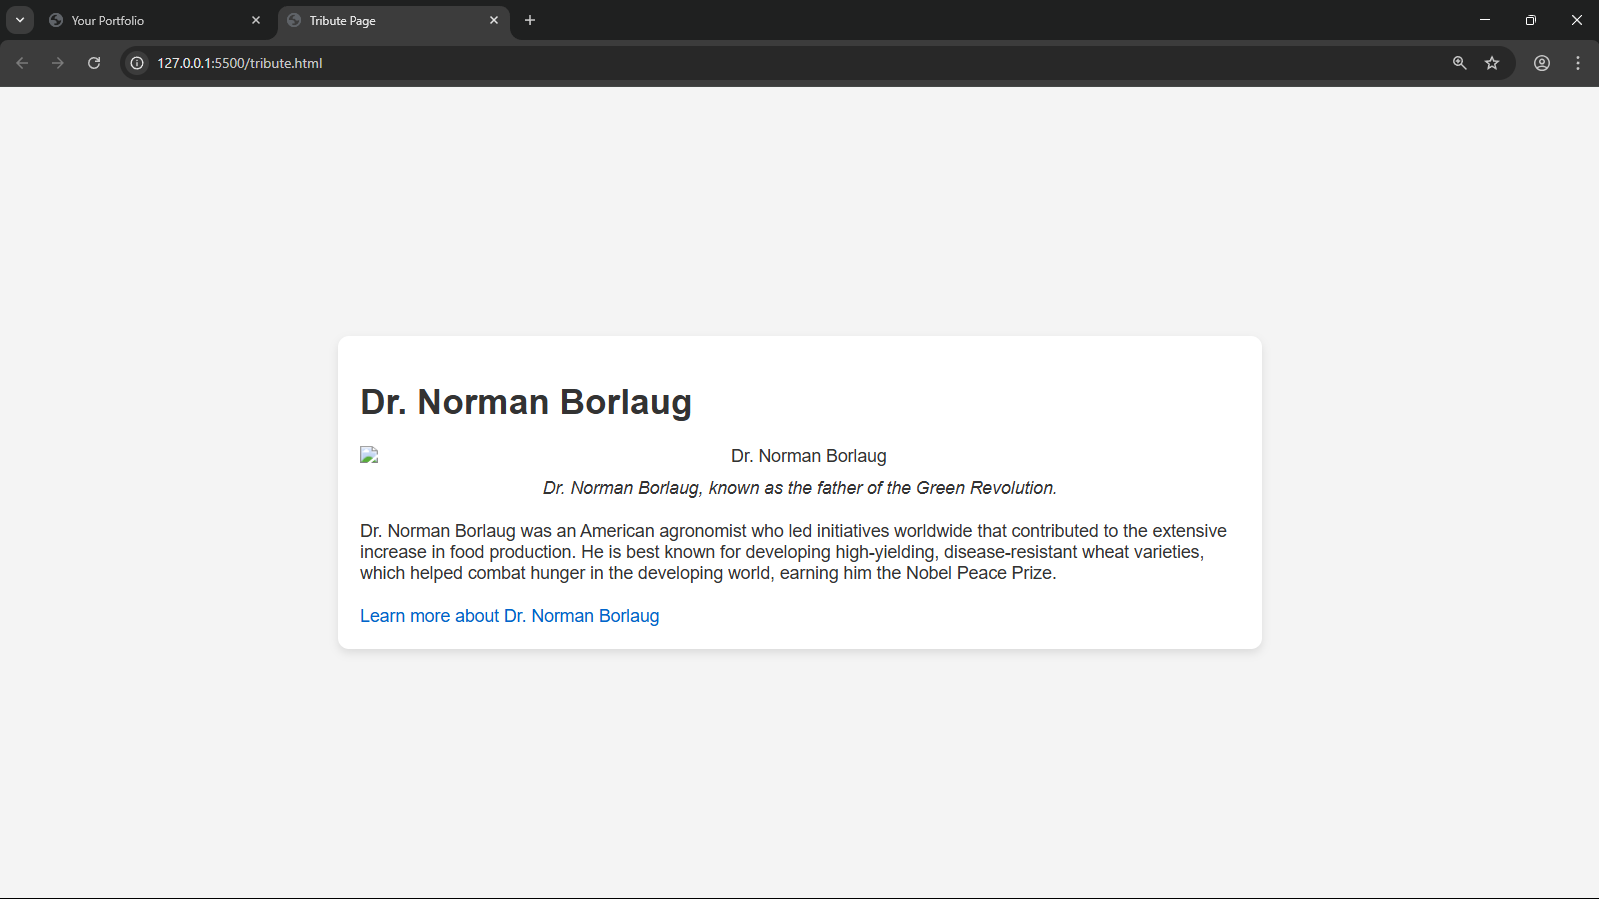 Your Portfolio
Tribute Page
127.0.0.1:5500/tribute.html
Dr. Norman Borlaug
Dr. Norman Borlaug
Dr. Norman Borlaug, known as the father of the Green Revolution.
Dr. Norman Borlaug was an American agronomist who led initiatives worldwide that contributed to the extensive
increase in food production. He is best known for developing high-yielding, disease-resistant wheat varieties,
which helped combat hunger in the developing world, earning him the Nobel Peace Prize.
Learn more about Dr. Norman Borlaug